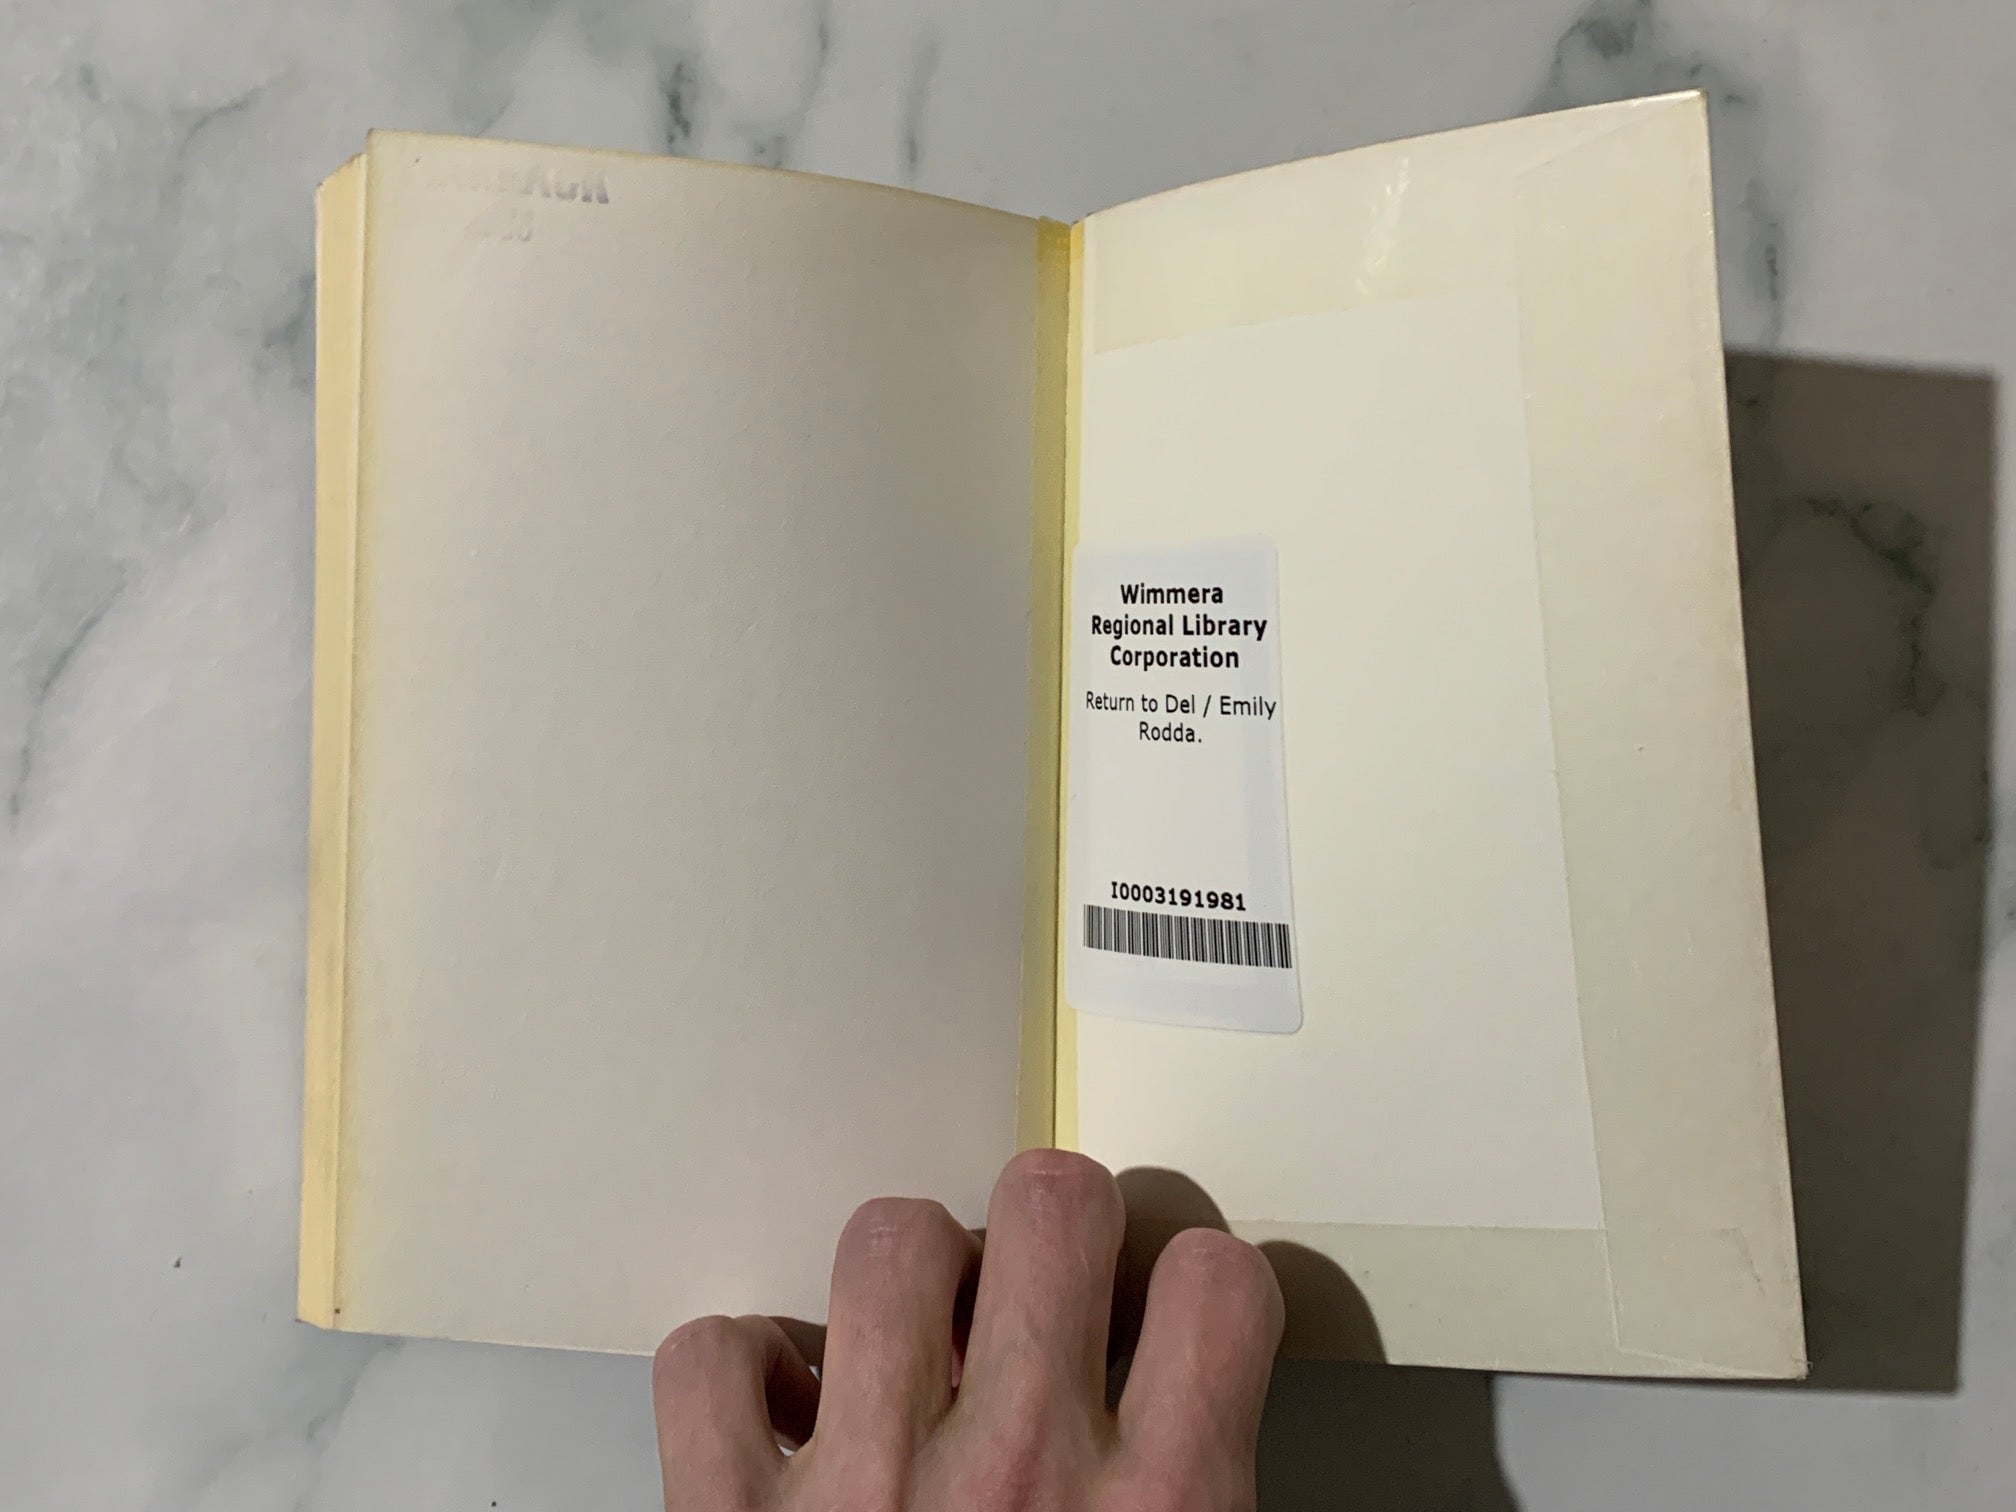 Wimmera
Regional Library
Corporation
Return to Del / Emily
Rodda.
I0003191981